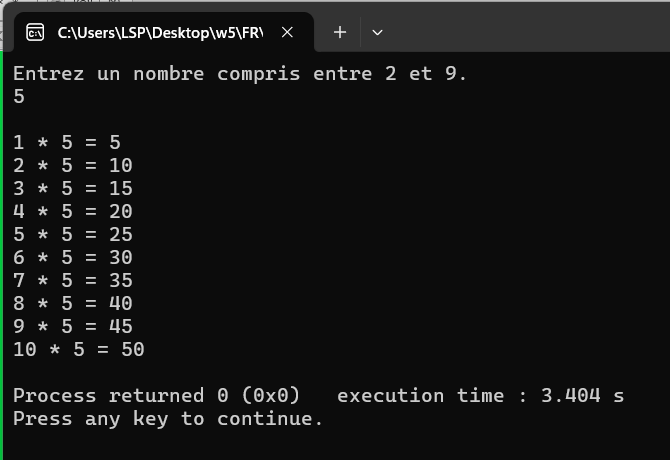 C:\Users\LSP\Desktop\w5\FR\
Entrez un nombre compris entre 2 et 9.
5
1 * 5 = 5
2 * 5 = 10
3 * 5 = 15
4 * 5 = 20
5 * 5 = 25
6 * 5 = 30
7 * 5 = 35
8 * 5 = 40
9 * 5 = 45
10 * 5 = 50
Process returned 0 (0x0)   execution time : 3.404 s
Press any key to continue.